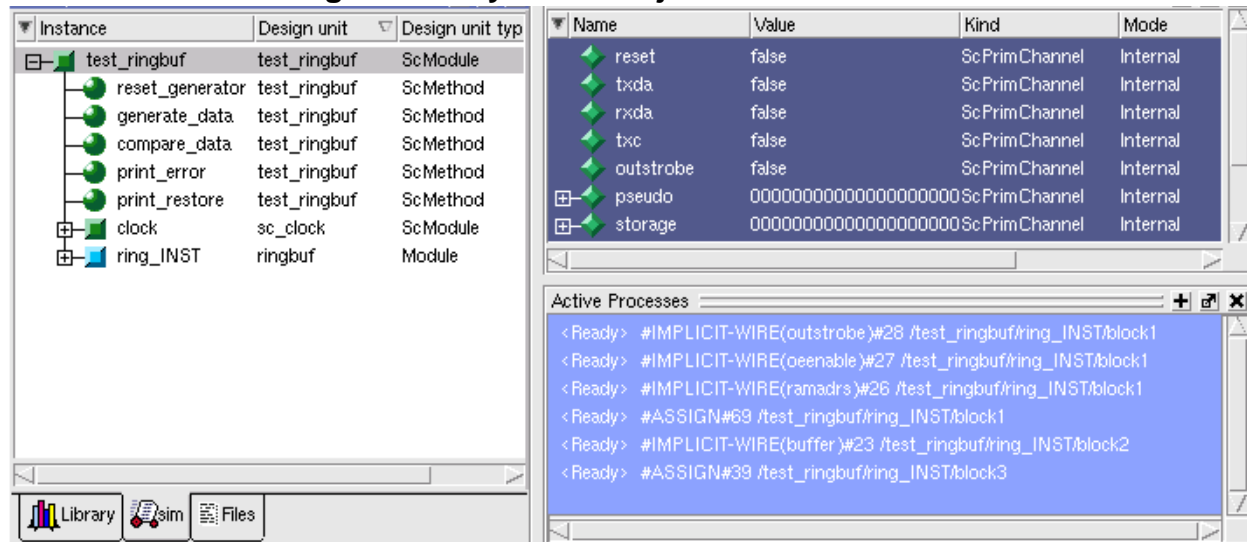 Instance Design unit Design unit typ
test_ringbuf test_ringbuf ScModule
reset_generator test_ringbuf ScMethod
generate_data test_ringbuf ScMethod
compare_data test_ringbuf ScMethod
print_error test_ringbuf ScMethod
print_restore test_ringbuf ScMethod
clock sc_clock ScModule
ring_INST ringbuf Module
Library sim Files
Name Value Kind Mode
reset false ScPrimChannel Internal
txda false ScPrimChannel Internal
rxda false ScPrimChannel Internal
txc false ScPrimChannel Internal
outstrobe false ScPrimChannel Internal
pseudo 00000000000000000000 ScPrimChannel Internal
storage 00000000000000000000 ScPrimChannel Internal
Active Processes
<Ready> #IMPLICIT-WIRE(outstrobe)#28 /test_ringbuf/ring_INST/block1
<Ready> #IMPLICIT-WIRE(oeenable)#27 /test_ringbuf/ring_INST/block1
<Ready> #IMPLICIT-WIRE(ramadrs)#26 /test_ringbuf/ring_INST/block1
<Ready> #ASSIGN#69 /test_ringbuf/ring_INST/block1
<Ready> #IMPLICIT-WIRE(buffer)#23 /test_ringbuf/ring_INST/block2
<Ready> #ASSIGN#39 /test_ringbuf/ring_INST/block3